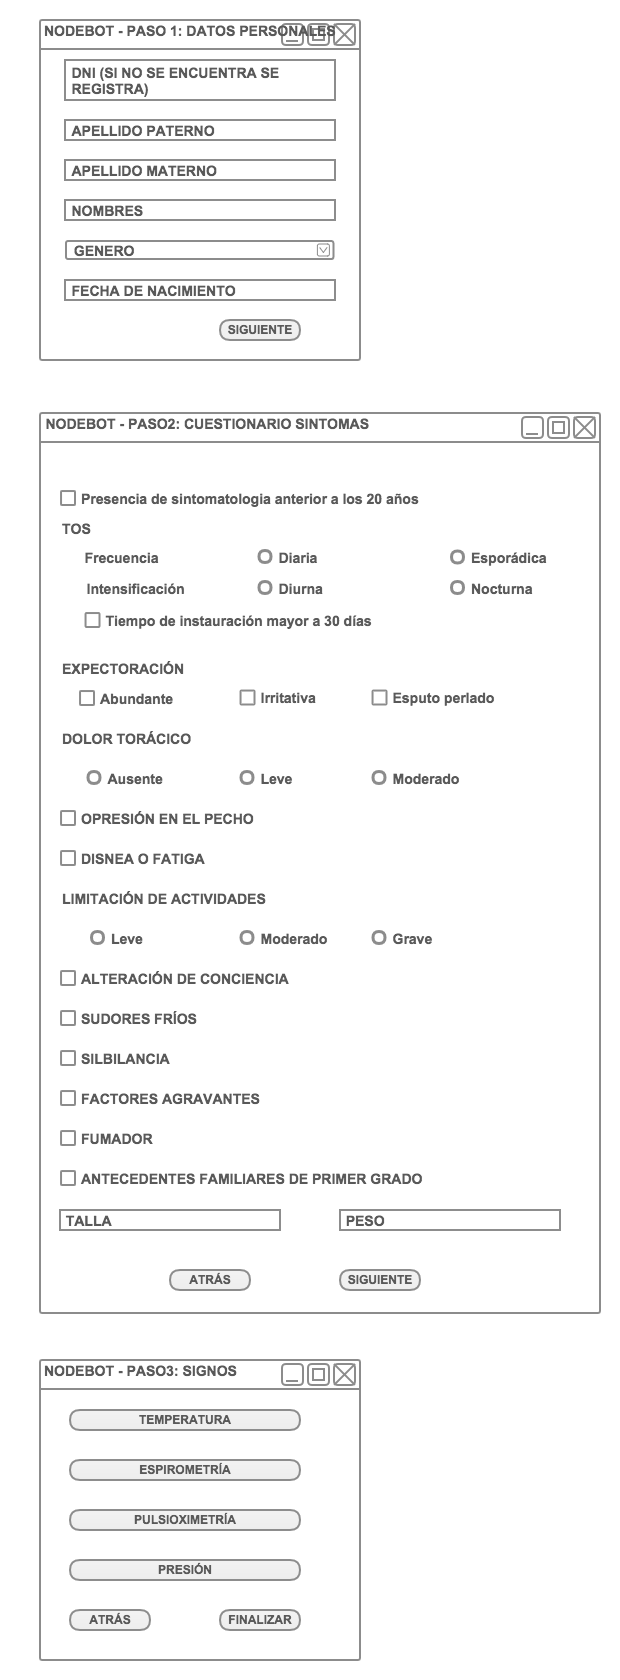 NODEBOT - PASO 1: DATOS PERSONALES
DNI (SI NO SE ENCUENTRA SE
REGISTRA)
APELLIDO PATERNO
APELLIDO MATERNO
NOMBRES
GENERO
FECHA DE NACIMIENTO
SIGUIENTE
NODEBOT - PASO2: CUESTIONARIO SINTOMAS
Presencia de sintomatologia anterior a los 20 años
TOS
Frecuencia Diaria Esporádica
Intensificación Diurna Nocturna
Tiempo de instauración mayor a 30 días
EXPECTORACIÓN
Abundante Irritativa Esputo perlado
DOLOR TORÁCICO
Ausente Leve Moderado
OPRESIÓN EN EL PECHO
DISNEA O FATIGA
LIMITACIÓN DE ACTIVIDADES
Leve Moderado Grave
ALTERACIÓN DE CONCIENCIA
SUDORES FRÍOS
SILBILANCIA
FACTORES AGRAVANTES
FUMADOR
ANTECEDENTES FAMILIARES DE PRIMER GRADO
TALLA PESO
ATRÁS SIGUIENTE
NODEBOT - PASO3: SIGNOS
TEMPERATURA
ESPIROMETRÍA
PULSIOXIMETRÍA
PRESIÓN
ATRÁS FINALIZAR